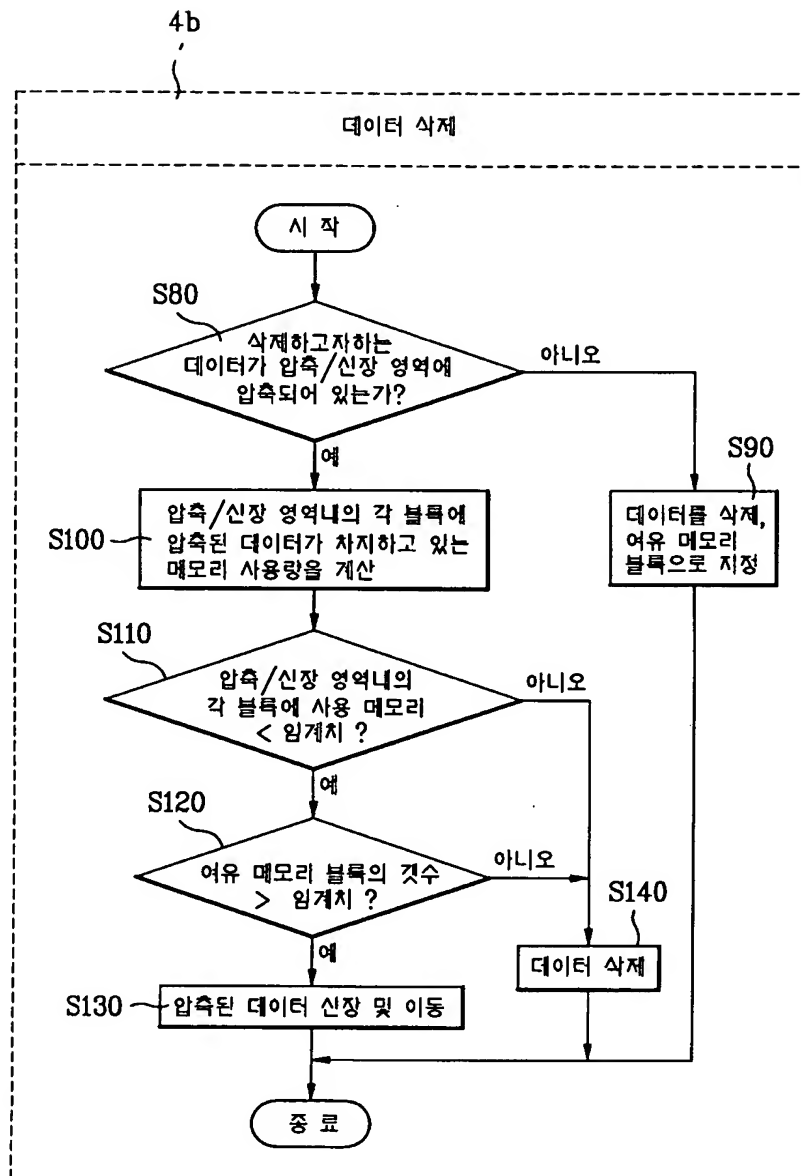 4b
데이터 삭제
시 작
S80
삭제하고자하는
데이터가 압축/신장 영역에
압축되어 있는가?
아니오
예
S90
데이터를 삭제,
여유 메모리
블록으로 지정
S100
압축/신장 영역내의 각 블록에
압축된 데이터가 차지하고 있는
메모리 사용량을 계산
S110
압축/신장 영역내의
각 블록에 사용 메모리
< 임계치 ?
아니오
예
S120
여유 메모리 블록의 갯수
> 임계치 ?
아니오
예
S140
데이터 삭제
S130
압축된 데이터 신장 및 이동
종 료